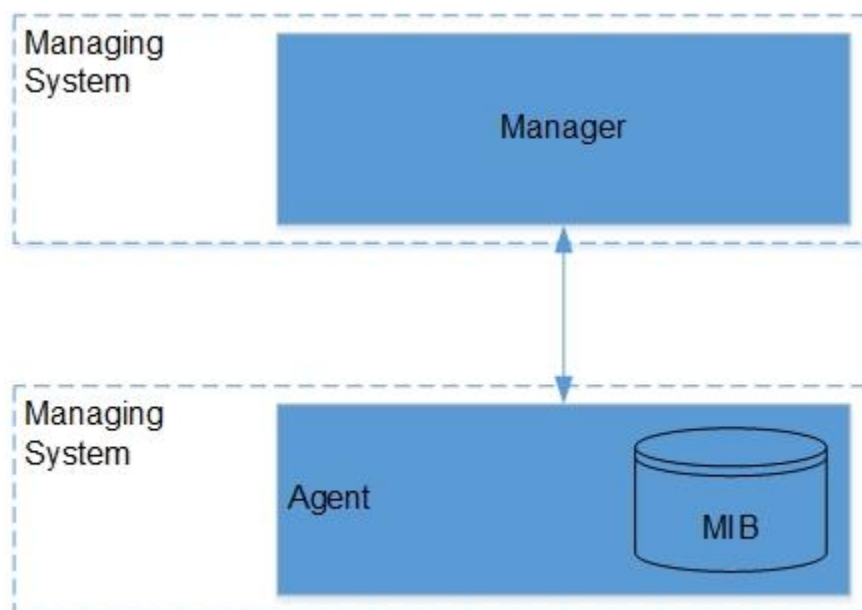 Managing
System
Manager
Managing
System
Agent
MIB